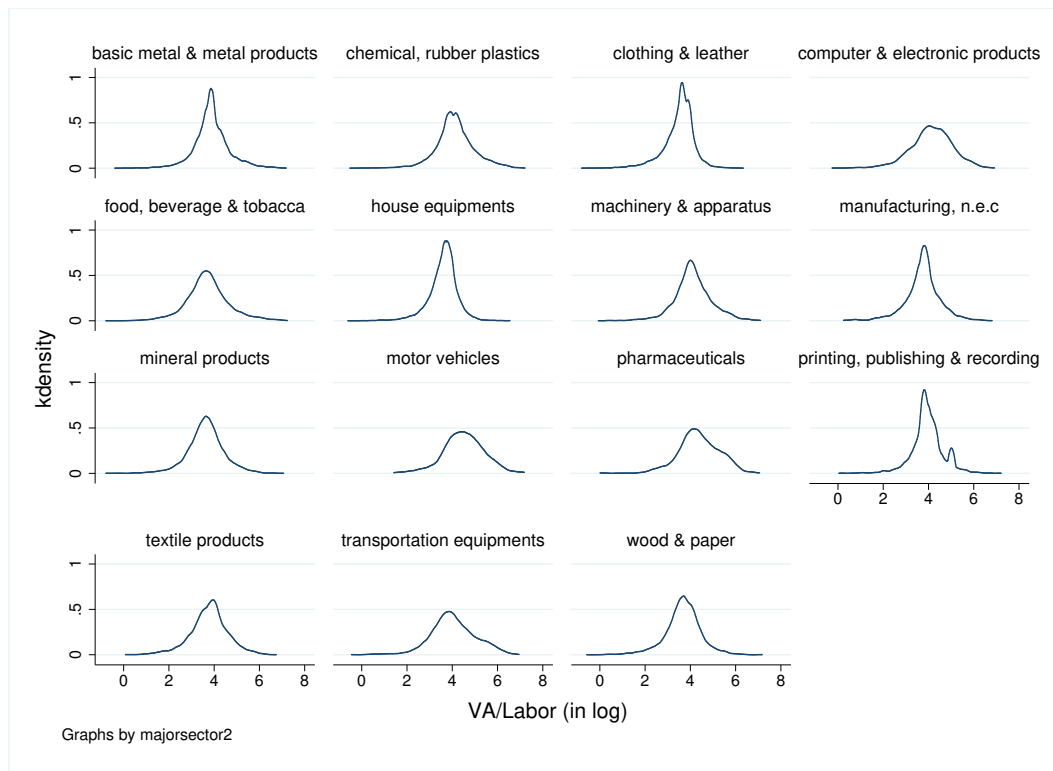 basic metal & metal products
chemical, rubber plastics
clothing & leather
computer & electronic products
1
.5
0
food, beverage & tobacca
house equipments
machinery & apparatus
manufacturing, n.e.c
1
.5
0
kdensity
mineral products
motor vehicles
pharmaceuticals
printing, publishing & recording
1
.5
0
0 2 4 6 8
textile products
transportation equipments
wood & paper
1
.5
0
0 2 4 6 8
0 2 4 6 8
0 2 4 6 8
VA/Labor (in log)
Graphs by majorsector2